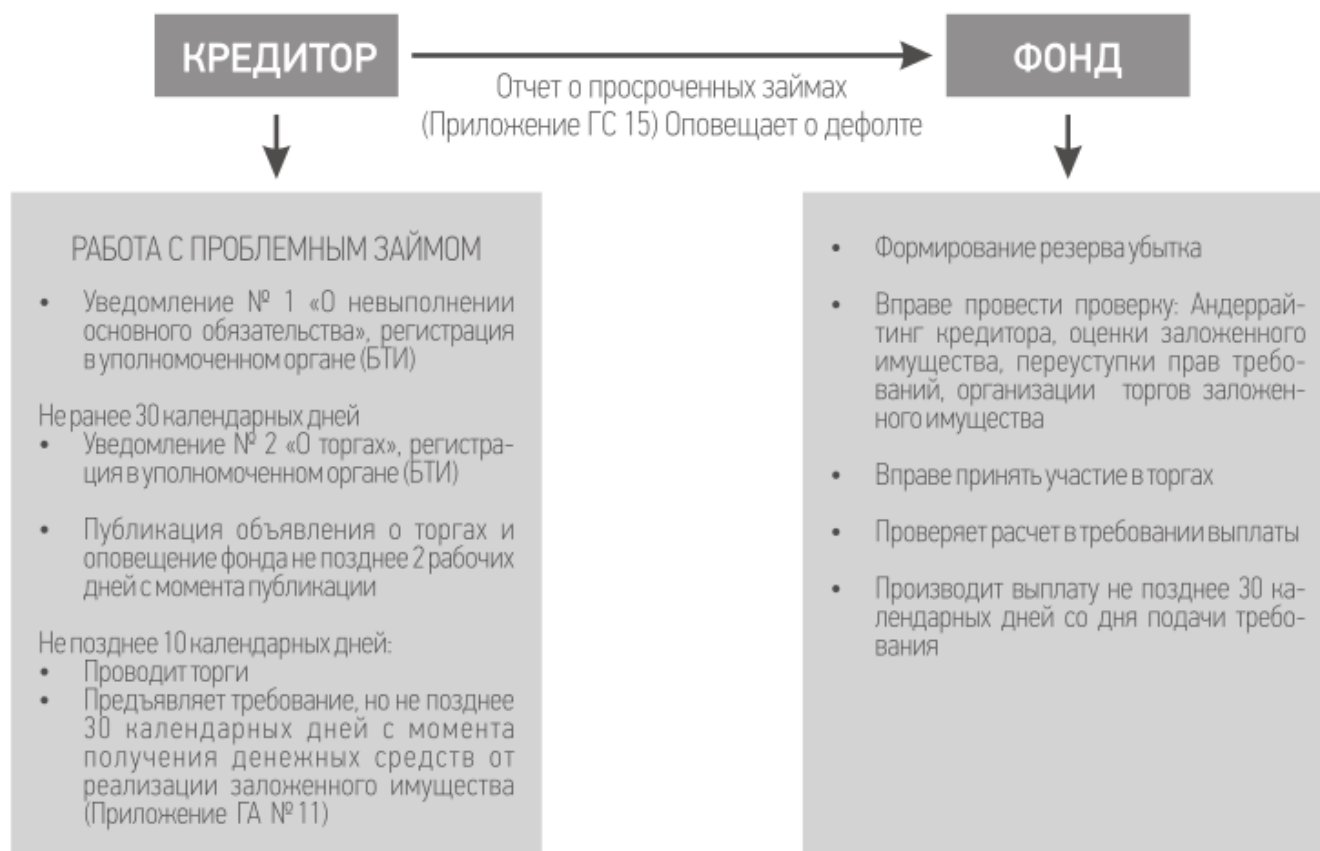 КРЕДИТОР
ФОНД
Отчет о просроченных займах
(Приложение ГС 15) Оповещает о дефолте
РАБОТА С ПРОБЛЕМНЫМ ЗАЙМОМ
• Уведомление № 1 «О невыполнении
основного обязательства», регистрация
в уполномоченном органе (БТИ)
Не ранее 30 календарных дней
• Уведомление № 2 «О торгах», регистра-
ция в уполномоченном органе (БТИ)
• Публикация объявления о торгах и
оповещение фонда не позднее 2 рабочих
дней с момента публикации
Не позднее 10 календарных дней:
• Проводит торги
• Предъявляет требование, но не позднее
30 календарных дней с момента
получения денежных средств от
реализации заложенного имущества
(Приложение ГА № 11)
• Формирование резерва убытка
• Вправе провести проверку: Андеррай-
тинг кредитора, оценки заложенного
имущества, переуступки прав требо-
ваний, организации торгов заложен-
ного имущества
• Вправе принять участие в торгах
• Проверяет расчет в требовании выплаты
• Производит выплату не позднее 30 ка-
лендарных дней со дня подачи требо-
вания